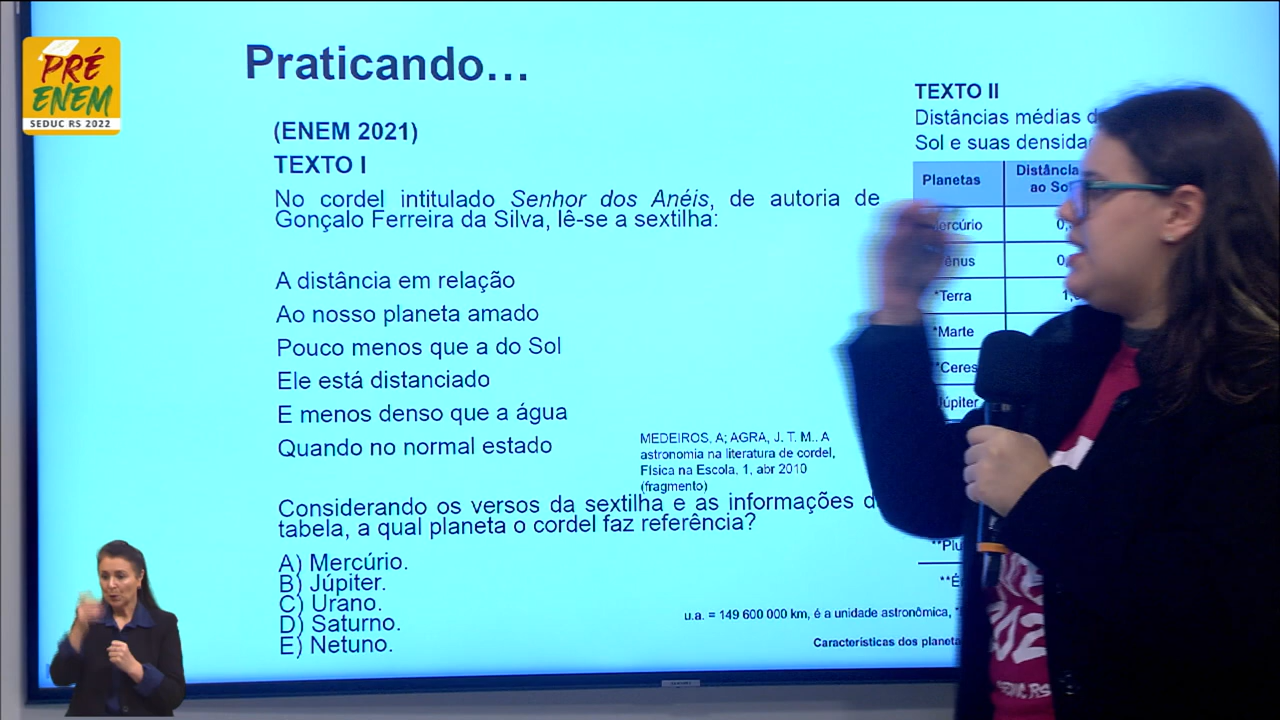 PRÉ
ENEM
SEDUC RS 2022
Praticando...
(ENEM 2021)
TEXTO I
No cordel intitulado Senhor dos Anéis, de autoria de
Gonçalo Ferreira da Silva, lê-se a sextilha:
A distância em relação
Ao nosso planeta amado
Pouco menos que a do Sol
Ele está distanciado
E menos denso que a água
Quando no normal estado
MEDEIROS, A; AGRA, J. T. M.. A
astronomia na literatura de cordel,
Física na Escola, 1, abr 2010
(fragmento)
Considerando os versos da sextilha e as informações
tabela, a qual planeta o cordel faz referência?
A) Mercúrio.
B) Júpiter.
C) Urano.
D) Saturno.
E) Netuno.
TEXTO II
Distâncias médias
Sol e suas
Planetas
Distância
ao Sol
*Terra
*Marte
u.a. = 149 600 000 km, é a unidade astronômica,
Características dos
SEDUC RS